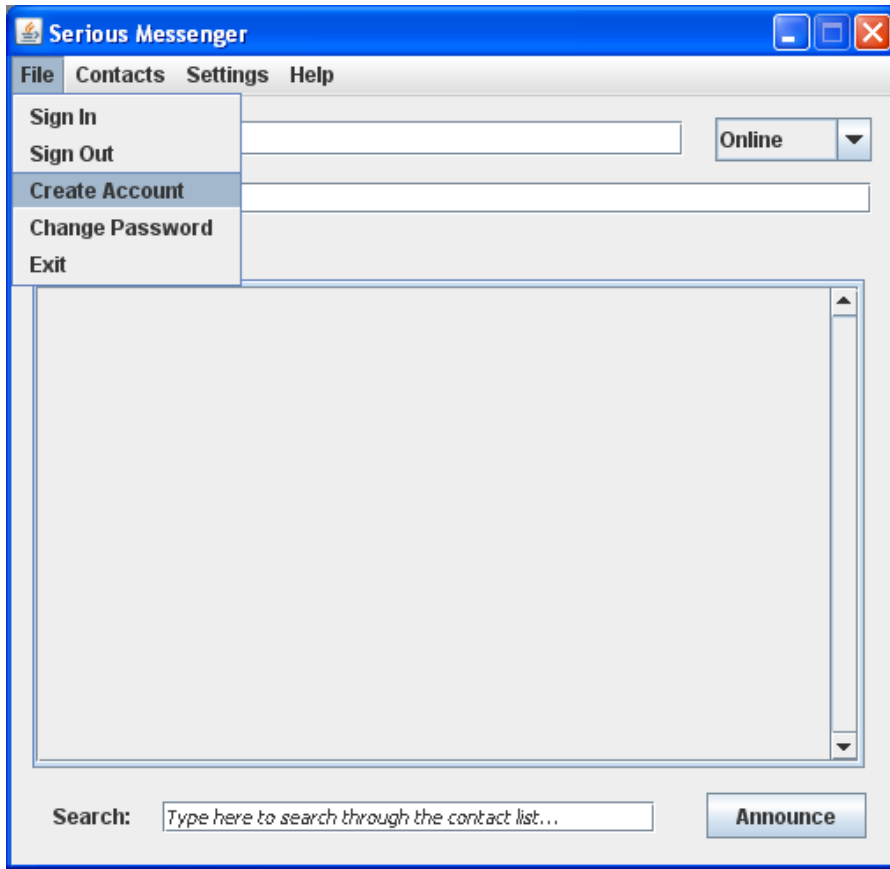 Serious Messenger
File Contacts Settings Help
Sign In
Sign Out
Create Account
Change Password
Exit
Online
Search: Type here to search through the contact list... Announce